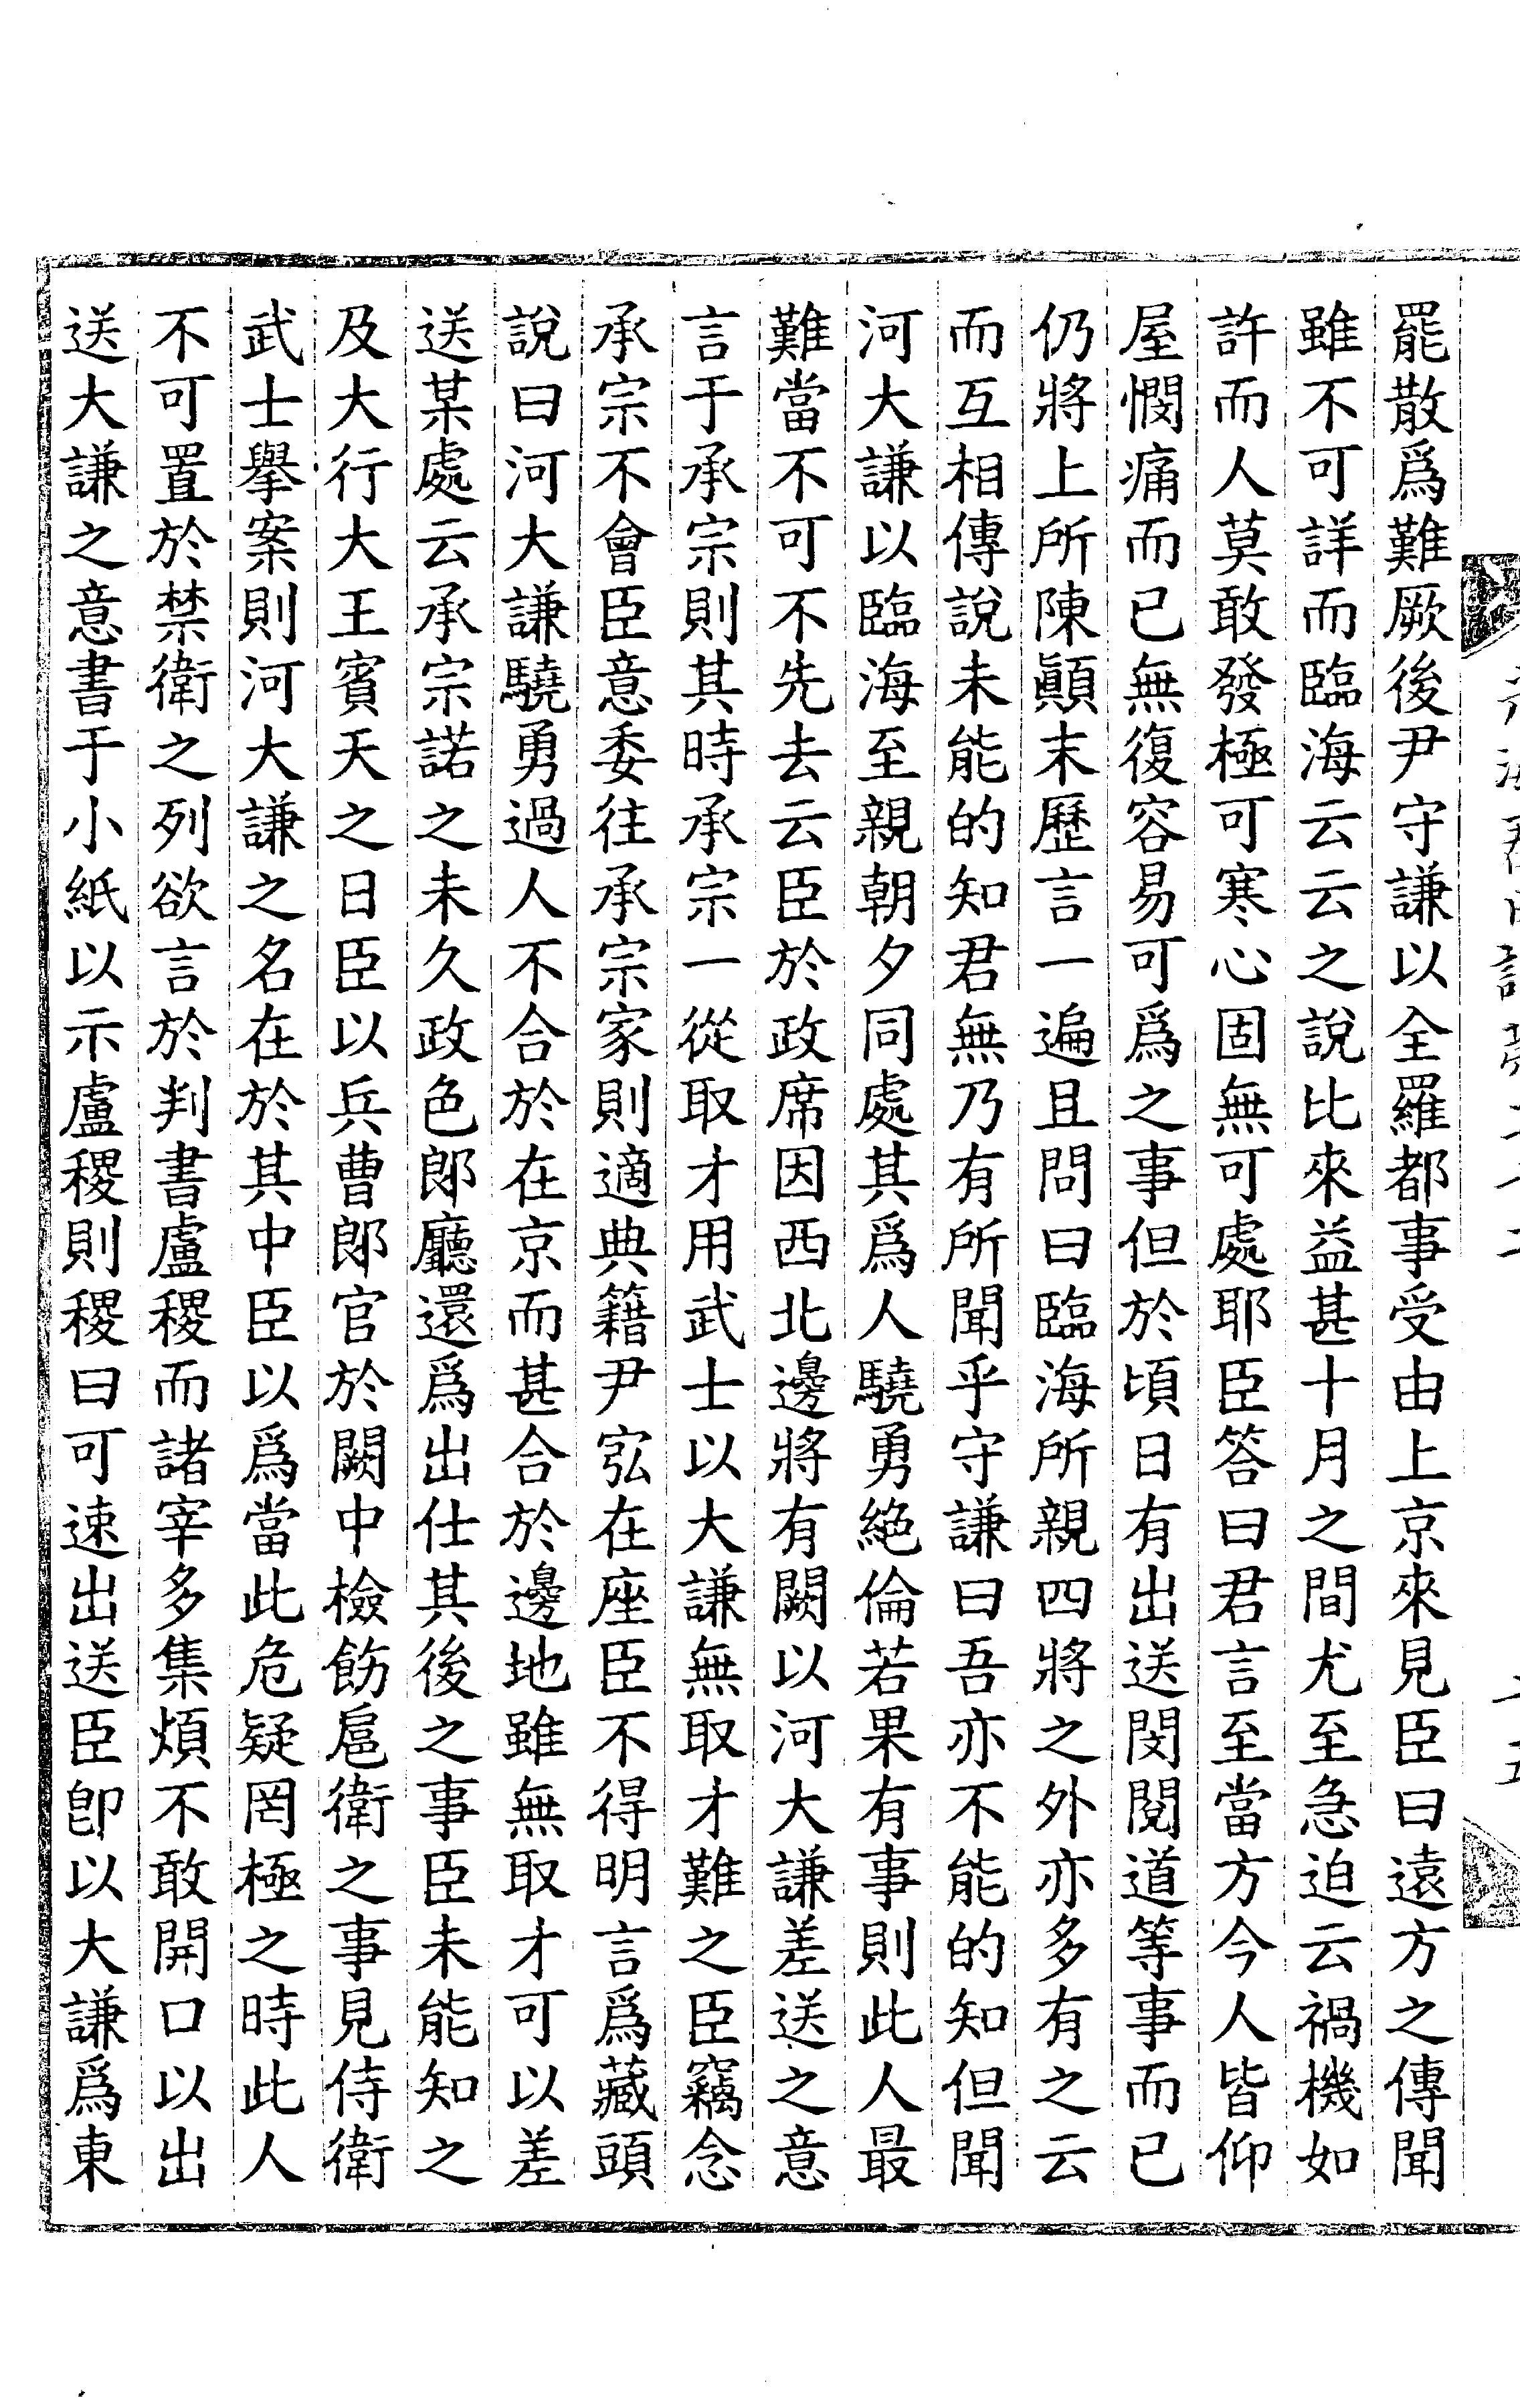 罷散爲難厥後尹守謙以全羅都事受由上京來見臣曰遠方之傳聞
雖不可詳而臨海云云之說比來益甚十月之間尤至急迫云禍機如
許而人莫敢發極可寒心固無可處耶臣答曰君言至當方今人皆仰
屋憫痛而已無復容易可爲之事但於頃日有出送閔閱道等事而已
仍將上所陳顚末歷言一遍且問曰臨海所親四將之外亦多有之云
而互相傳說未能的知君無乃有所聞乎守謙曰吾亦不能的知但聞
河大謙以臨海至親朝夕同處其爲人驍勇絶倫若果有事則此人最
難當不可不先去云臣於政席因西北邊將有闕以河大謙差送之意
言于承宗則其時承宗一從取才用武士以大謙無取才難之臣竊念
承宗不會臣意委往承宗家則適典籍尹宖在座臣不得明言爲藏頭
說曰河大謙驍勇過人不合於在京而甚合於邊地雖無取才可以差
送某處云承宗諾之未久政色郞廳還爲出仕其後之事臣未能知之
及大行大王賓天之日臣以兵曹郞官於闕中檢飭扈衛之事見侍衛
武士擧案則河大謙之名在於其中臣以爲當此危疑罔極之時此人
不可置於禁衛之列欲言於判書盧稷而諸宰多集煩不敢開口以出
送大謙之意書于小紙以示盧稷則稷曰可速出送臣卽以大謙爲東